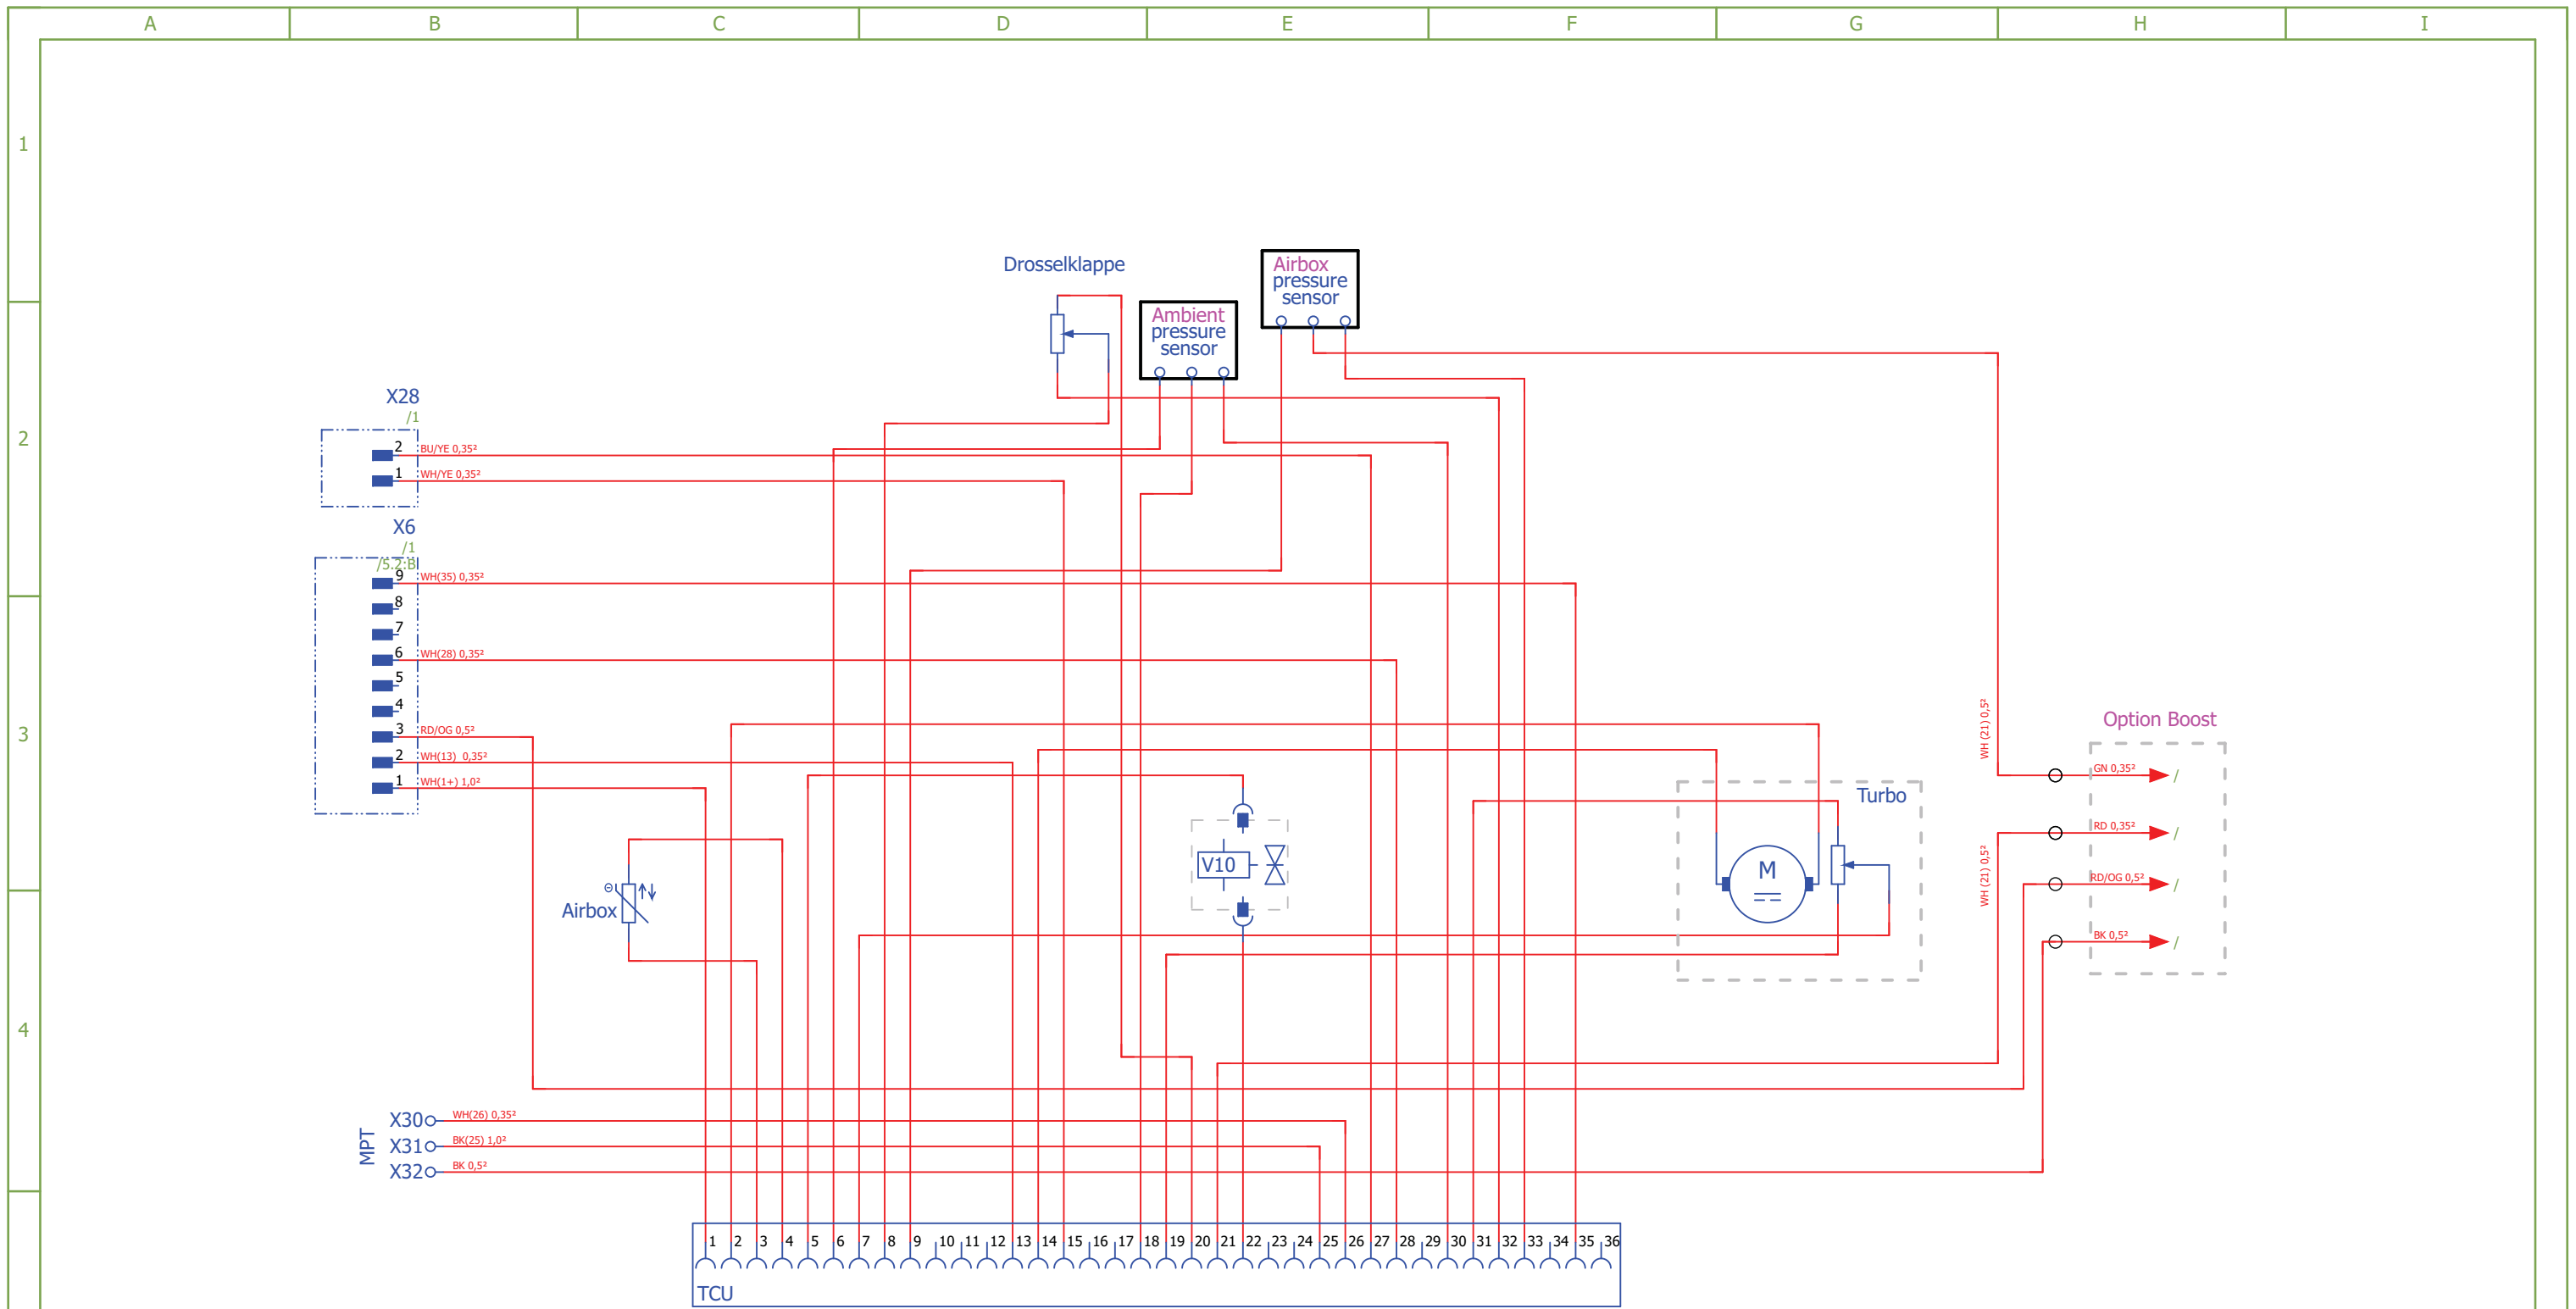 A B C D E F G H I
1
2
3
4
Drosselklappe
Airbox
pressure
sensor
Ambient
pressure
sensor
X28
/1
2 BU/YE 0,35²
1 WH/YE 0,35²
X6
/1
/5.2:B
9 WH(35) 0,35²
8
7
6 WH(28) 0,35²
5
4
3 RD/OG 0,5²
2 WH(13) 0,35²
1 WH(1+) 1,0²
WH (21) 0,5²
WH (21) 0,5²
Option Boost
GN 0,35² /
RD 0,35² /
RD/OG 0,5² /
BK 0,5² /
Turbo
M
V10
Θ
Airbox
MPT
X30 WH(26) 0,35²
X31 BK(25) 1,0²
X32 BK 0,5²
1 2 3 4 5 6 7 8 9 10 11 12 13 14 15 16 17 18 19 20 21 22 23 24 25 26 27 28 29 30 31 32 33 34 35 36
TCU